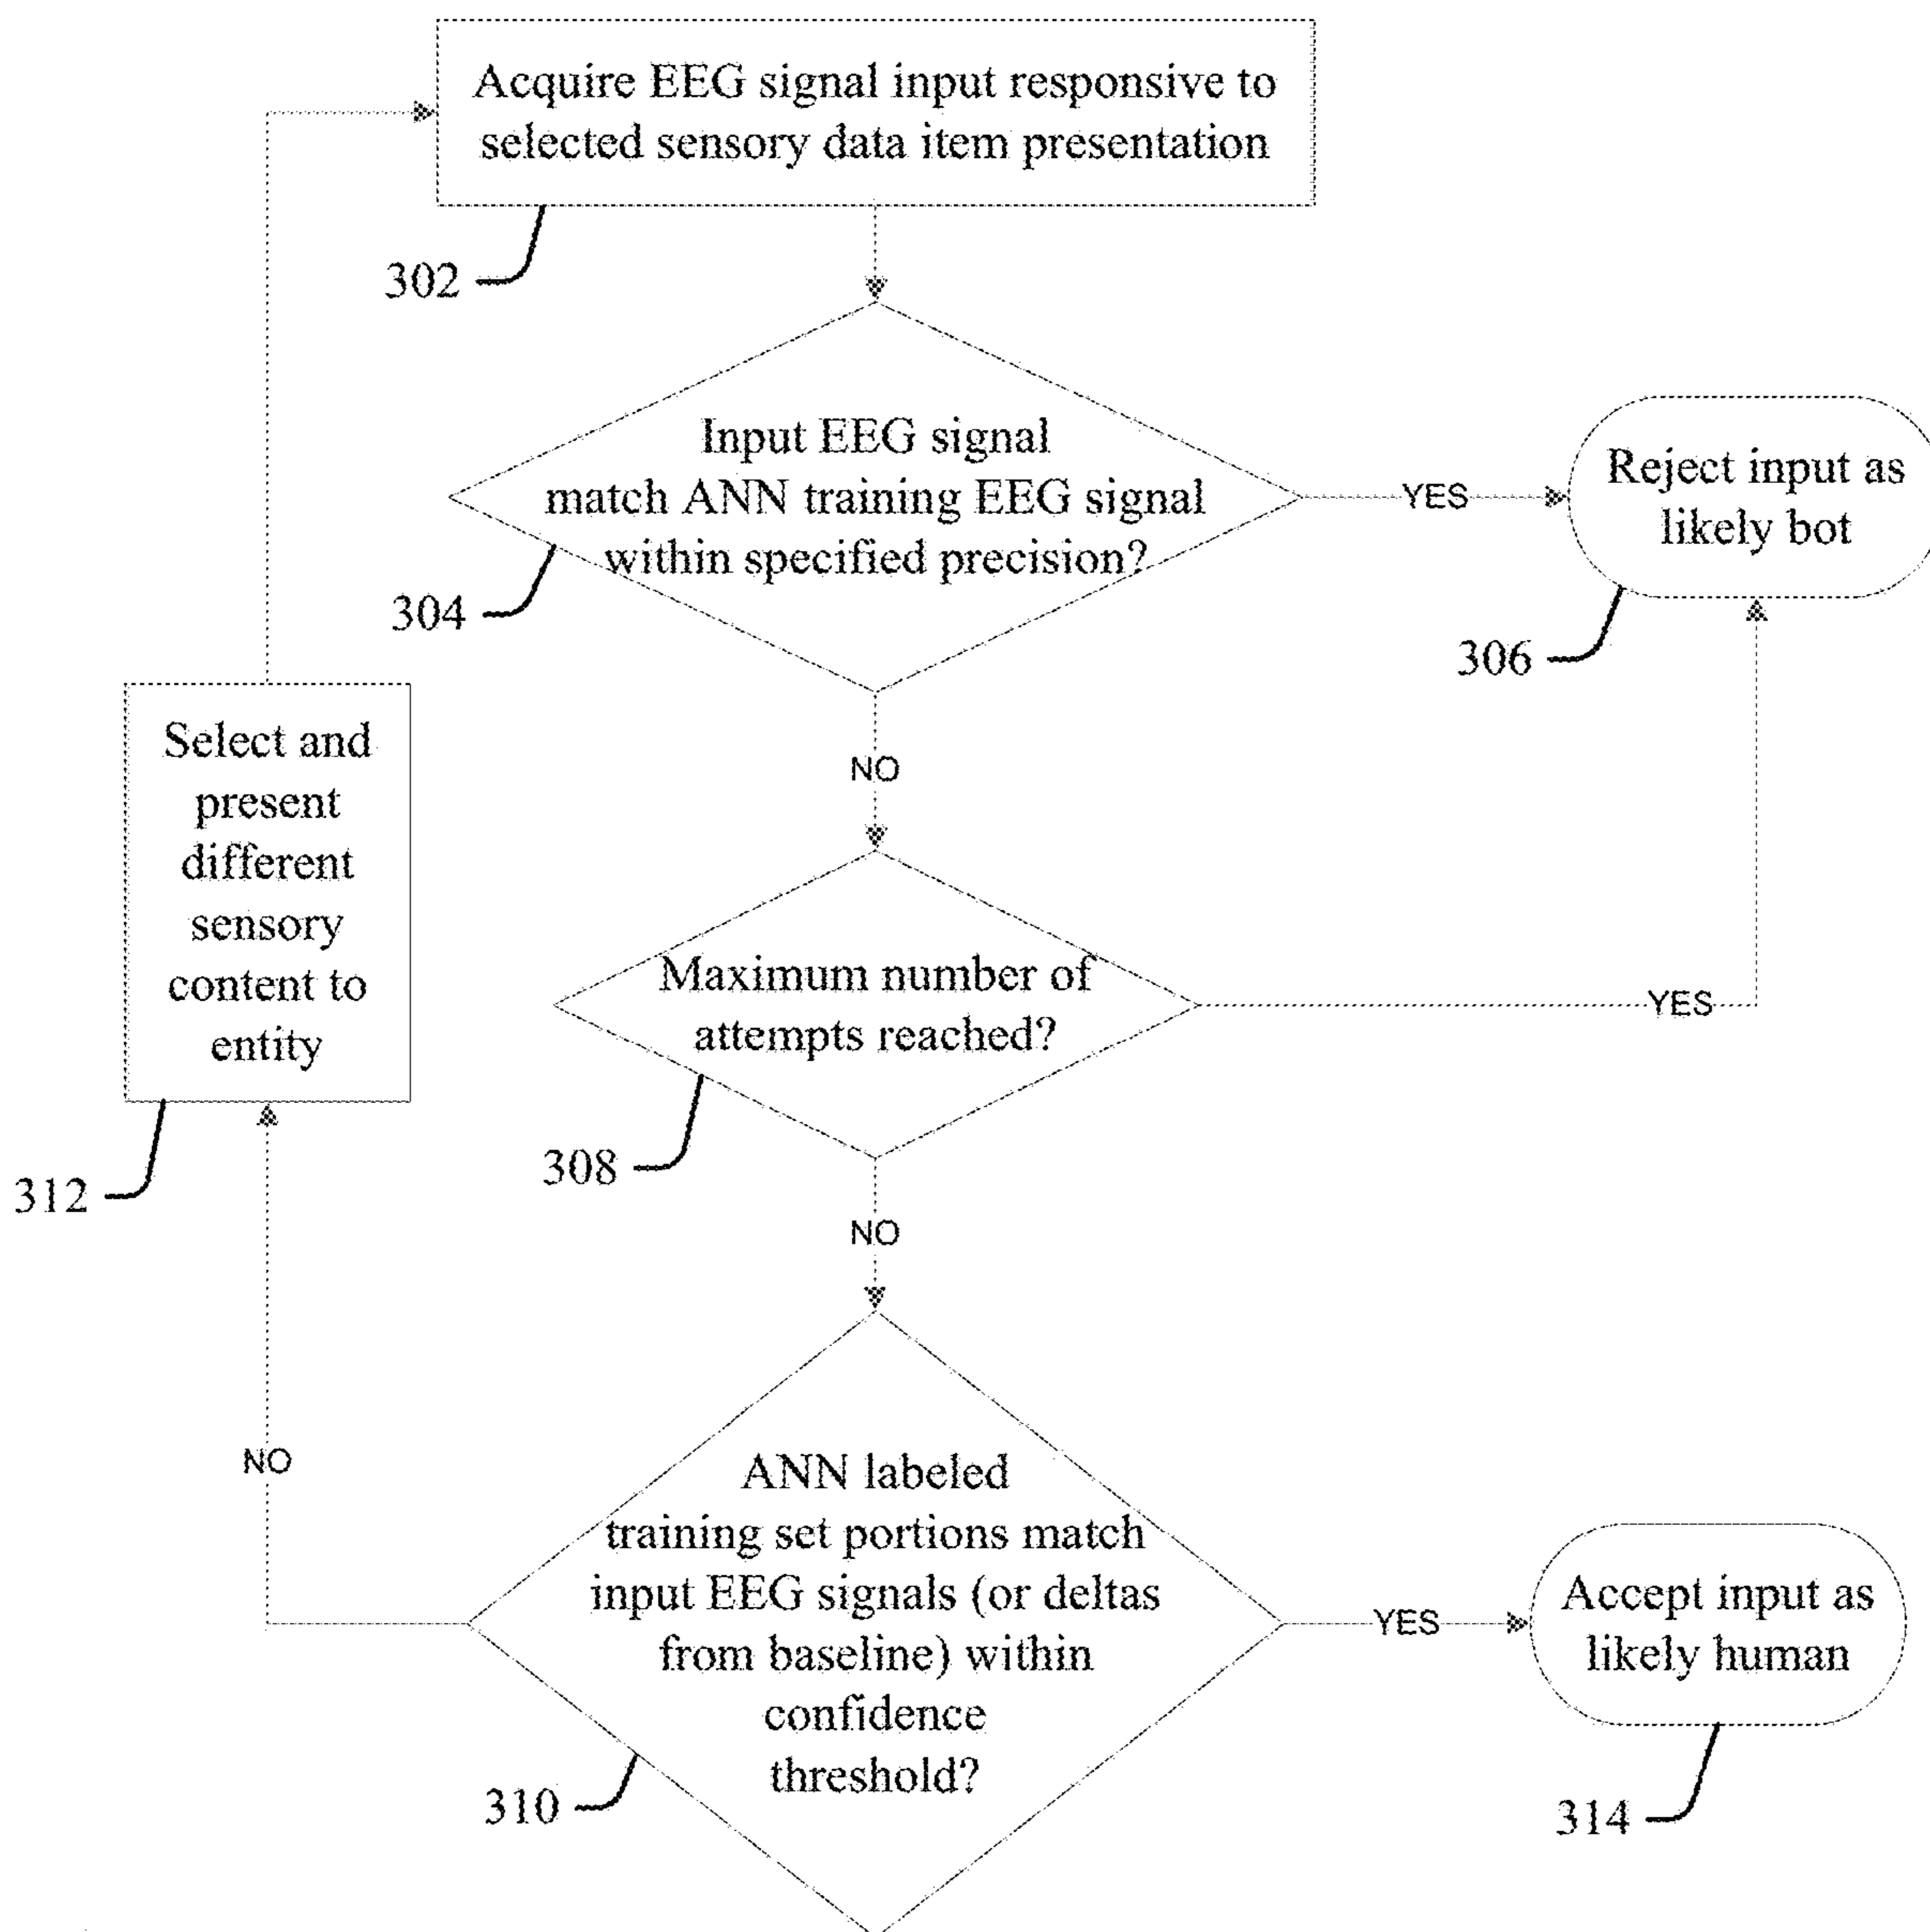 Acquire EEG signal input responsive to
selected sensory data item presentation
302
Input EEG signal
match ANN training EEG signal
within specified precision?
304
YES
Reject input as
likely bot
306
NO
Select and
present
different
sensory
content to
entity
312
Maximum number of
attempts reached?
308
YES
NO
ANN labeled
training set portions match
input EEG signals (or deltas
from baseline) within
confidence
threshold?
310
NO
YES
Accept input as
likely human
314